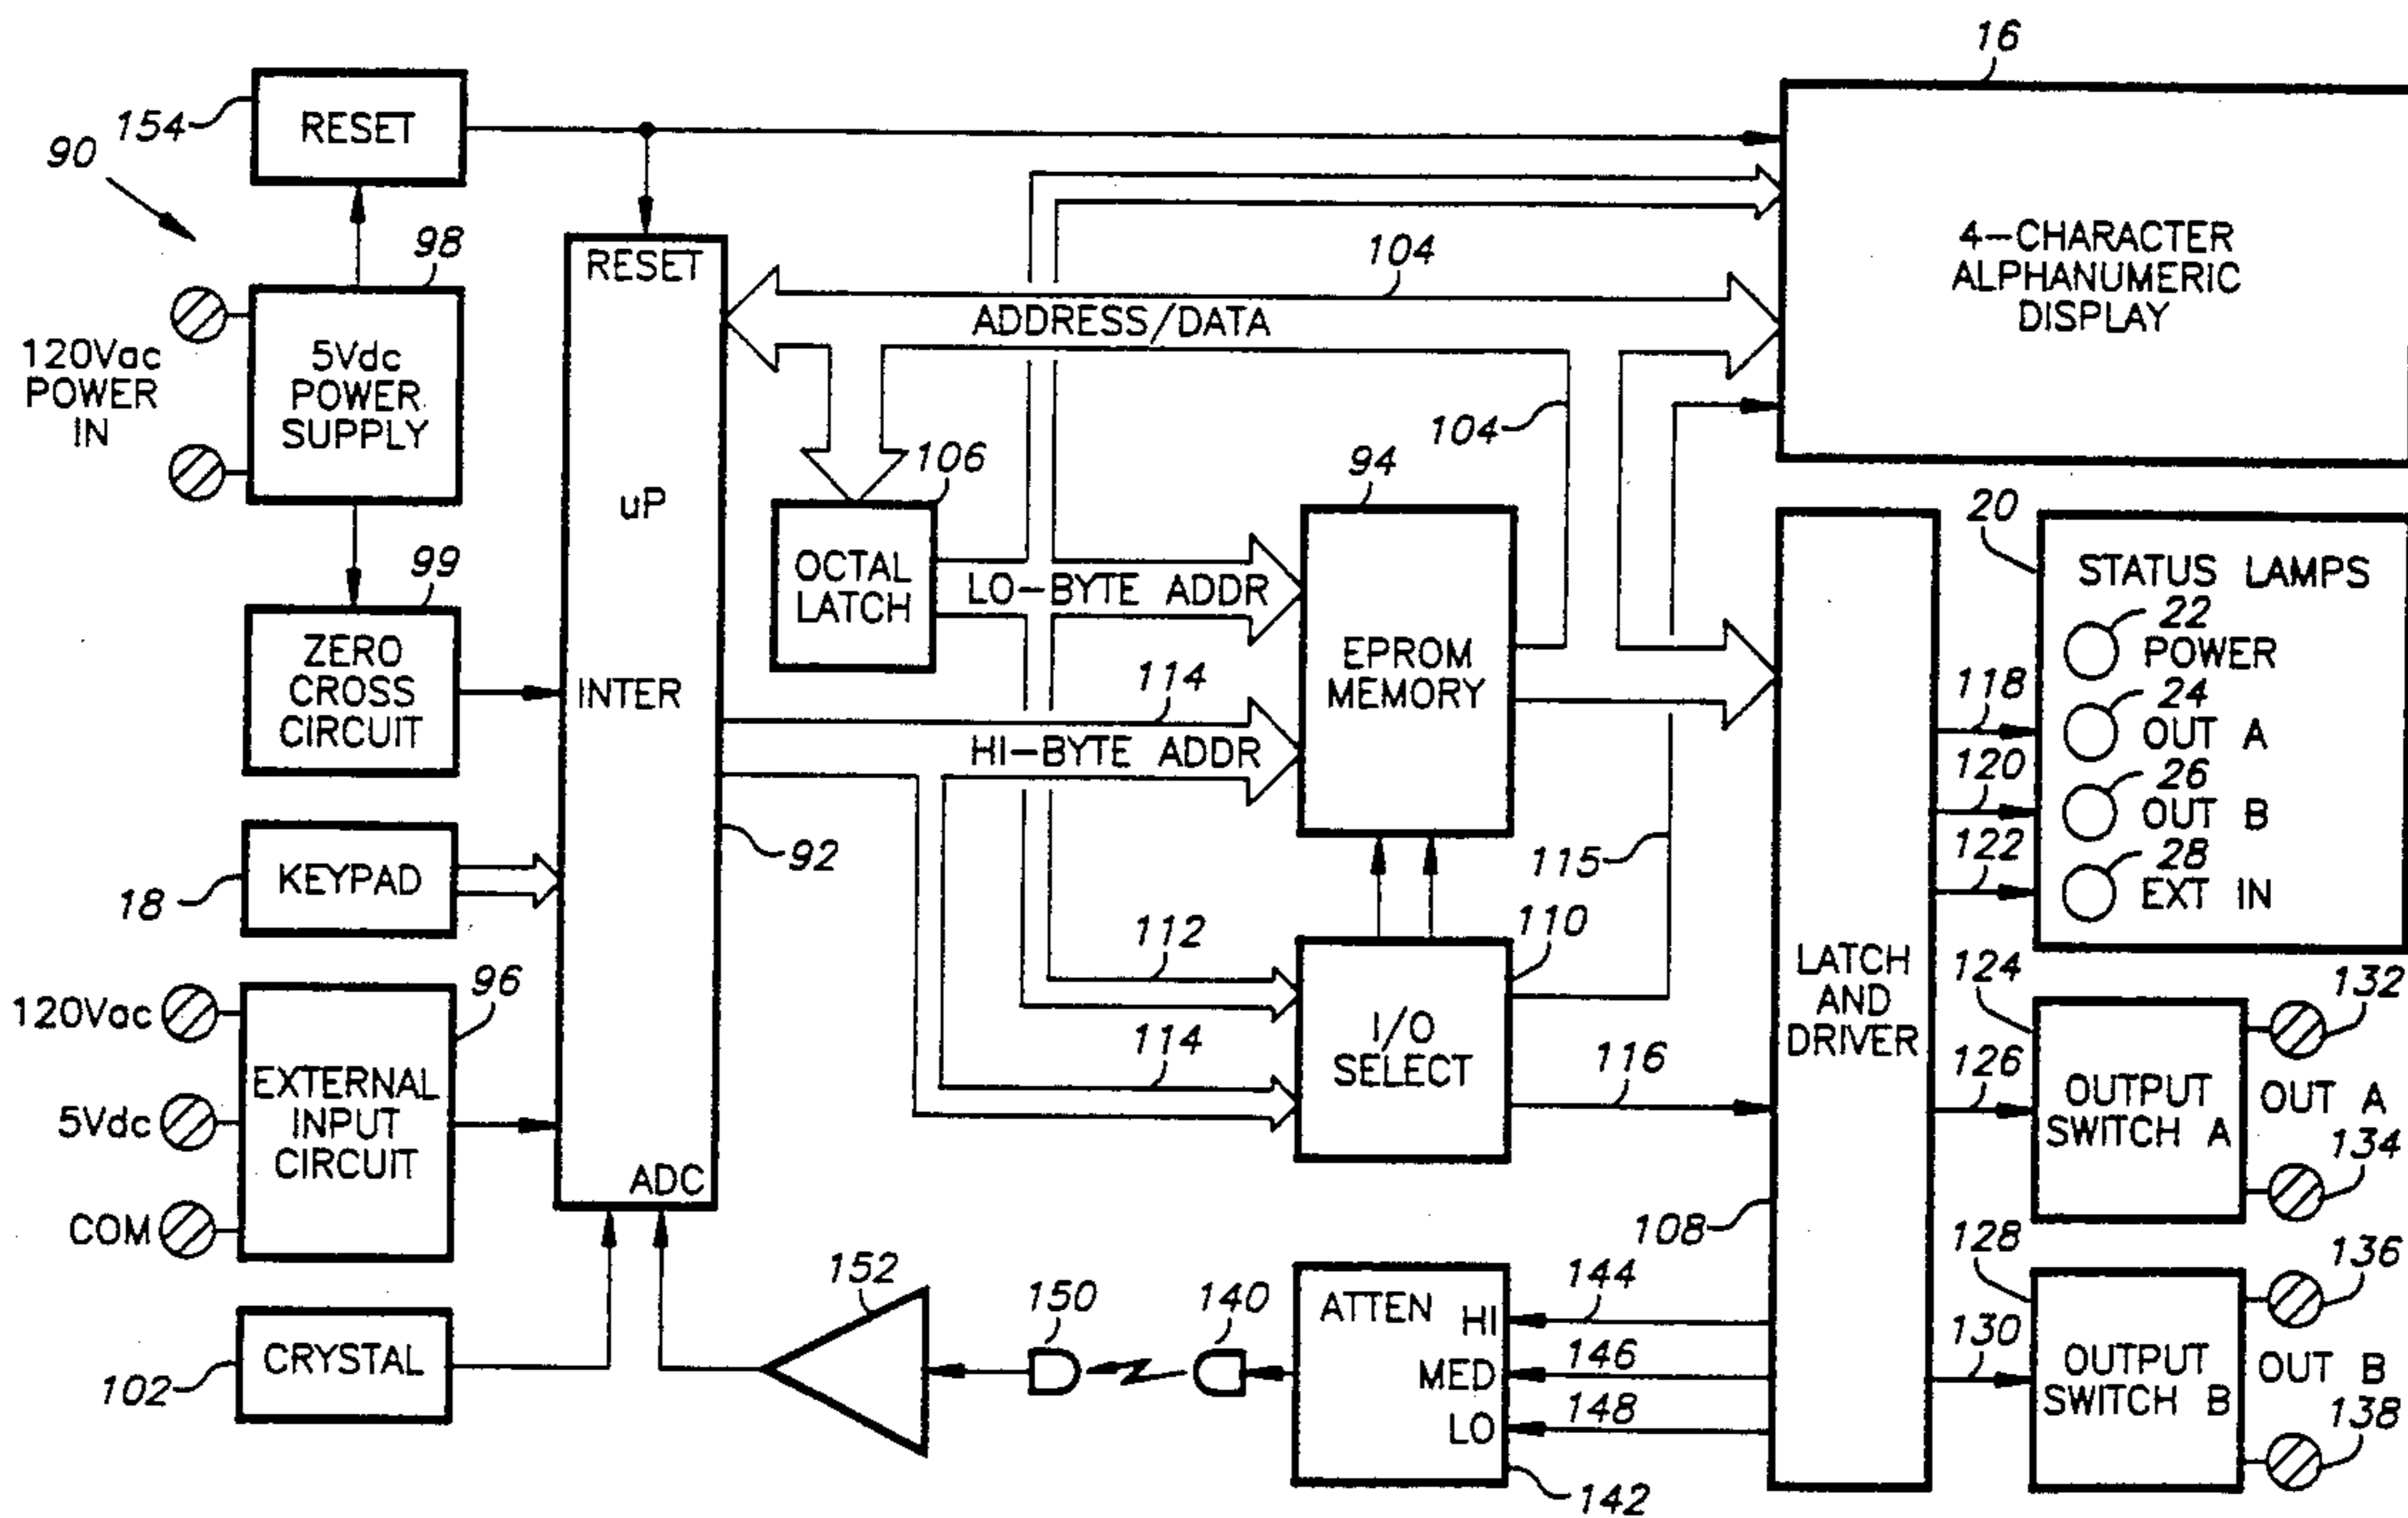 16
154
RESET
90
98
120Vac
POWER
IN
5Vdc
POWER
SUPPLY
RESET
uP
INTER
ADC
92
104
ADDRESS/DATA
104
4-CHARACTER
ALPHANUMERIC
DISPLAY
106
OCTAL
LATCH
LO-BYTE ADDR
94
EPROM
MEMORY
99
ZERO
CROSS
CIRCUIT
114
HI-BYTE ADDR
18
KEYPAD
115
20
STATUS LAMPS
22
POWER
118
24
OUT A
120
26
OUT B
122
28
EXT IN
96
120Vac
5Vdc
COM
EXTERNAL
INPUT
CIRCUIT
112
114
110
I/O
SELECT
116
LATCH
AND
DRIVER
108
124
132
126
OUTPUT
SWITCH A
OUT A
134
128
136
130
OUTPUT
SWITCH B
OUT B
138
102
CRYSTAL
152
150
140
ATTEN
HI
MED
LO
144
146
148
142